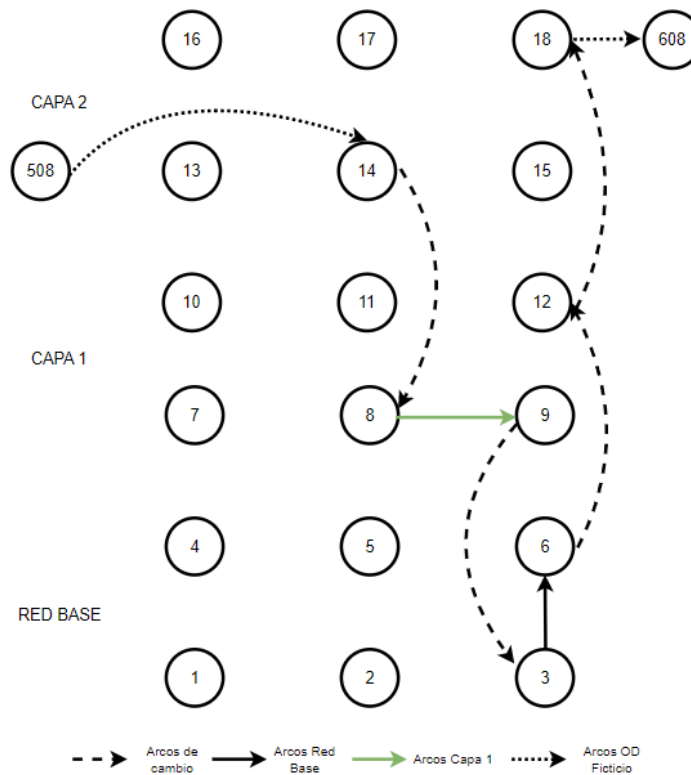 16 17 18 608
CAPA 2
508 13 14 15
10 11 12
CAPA 1
7 8 9
4 5 6
RED BASE
1 2 3
Arcos de
cambio
Arcos Red
Base
Arcos Capa 1
Arcos OD
Ficticio